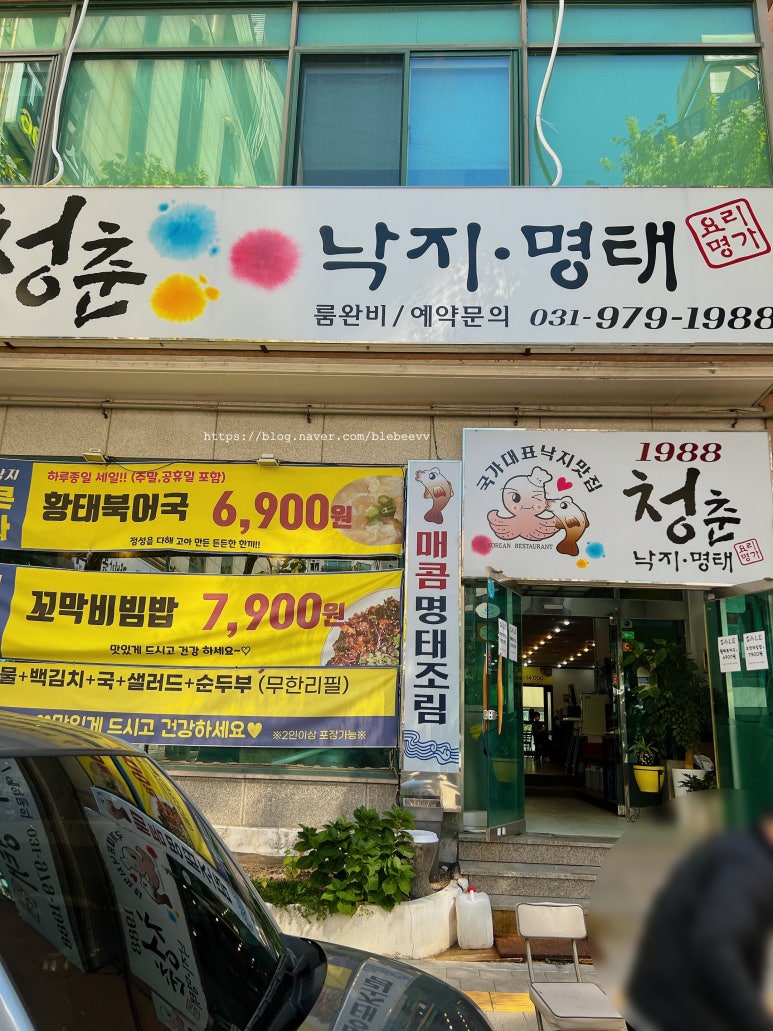 청춘
낙지·명태
요리
명가
룸완비/예약문의 031-979-1988
https://blog.naver.com/blebeevv
하루종일 세일!! (주말,공휴일 포함)
황태북어국 6,900원
정성을 다해 고아 만든 든든한 한끼!!
꼬막비빔밥 7,900원
맛있게 드시고 건강 하세요~♡
물+백김치+국+샐러드+순두부 (무한리필)
맛있게 드시고 건강하세요♥ ※2인이상 포장가능※
매콤명태조림
국가대표낙지맛집
KOREAN RESTAURANT
1988
청춘
낙지·명태
요리
명가
SALE
SALE